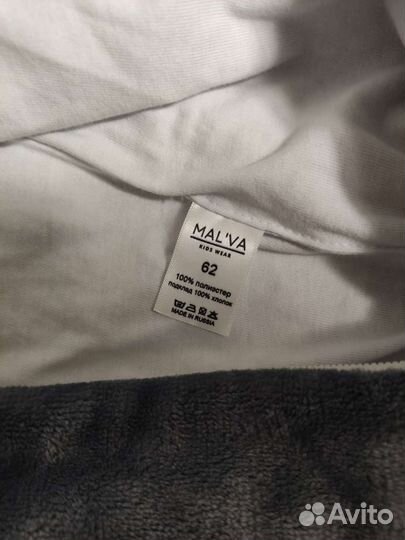 MAL'VA
KIDS WEAR
62
100% полиэстер
подклад 100% хлопок
MADE IN RUSSIA
Avito